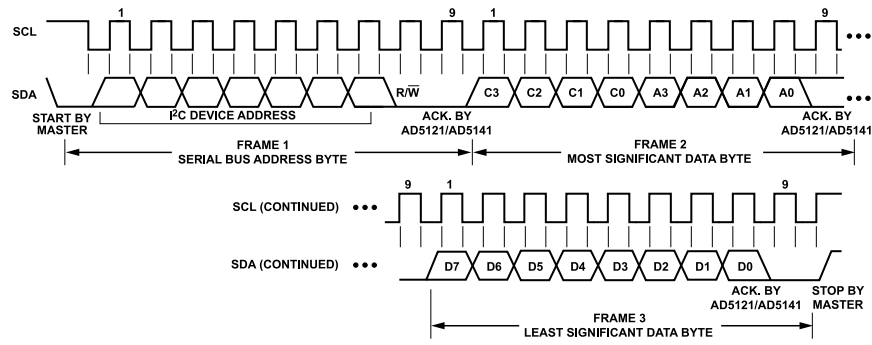 1 9 1 9
SCL
SDA
R/W̅
C3 C2 C1 C0 A3 A2 A1 A0
START BY
MASTER
I²C DEVICE ADDRESS
ACK. BY
AD5121/AD5141
ACK. BY
AD5121/AD5141
FRAME 1
SERIAL BUS ADDRESS BYTE
FRAME 2
MOST SIGNIFICANT DATA BYTE
9 1 9
SCL (CONTINUED)
SDA (CONTINUED)
D7 D6 D5 D4 D3 D2 D1 D0
ACK. BY
AD5121/AD5141
STOP BY
MASTER
FRAME 3
LEAST SIGNIFICANT DATA BYTE